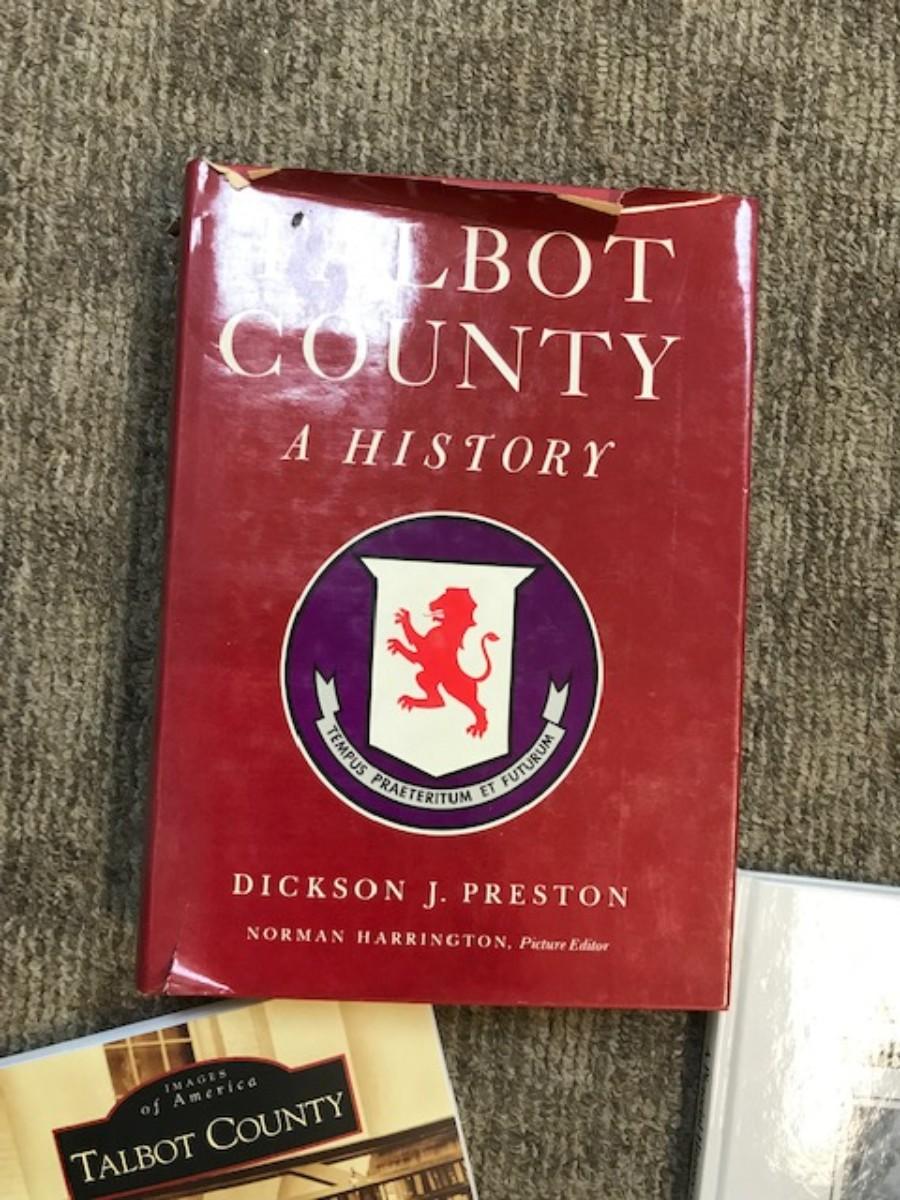 TALBOT
COUNTY
A HISTORY
TEMPUS PRAETERITUM ET FUTURUM
DICKSON J. PRESTON
NORMAN HARRINGTON, Picture Editor
IMAGES
of America
TALBOT COUNTY